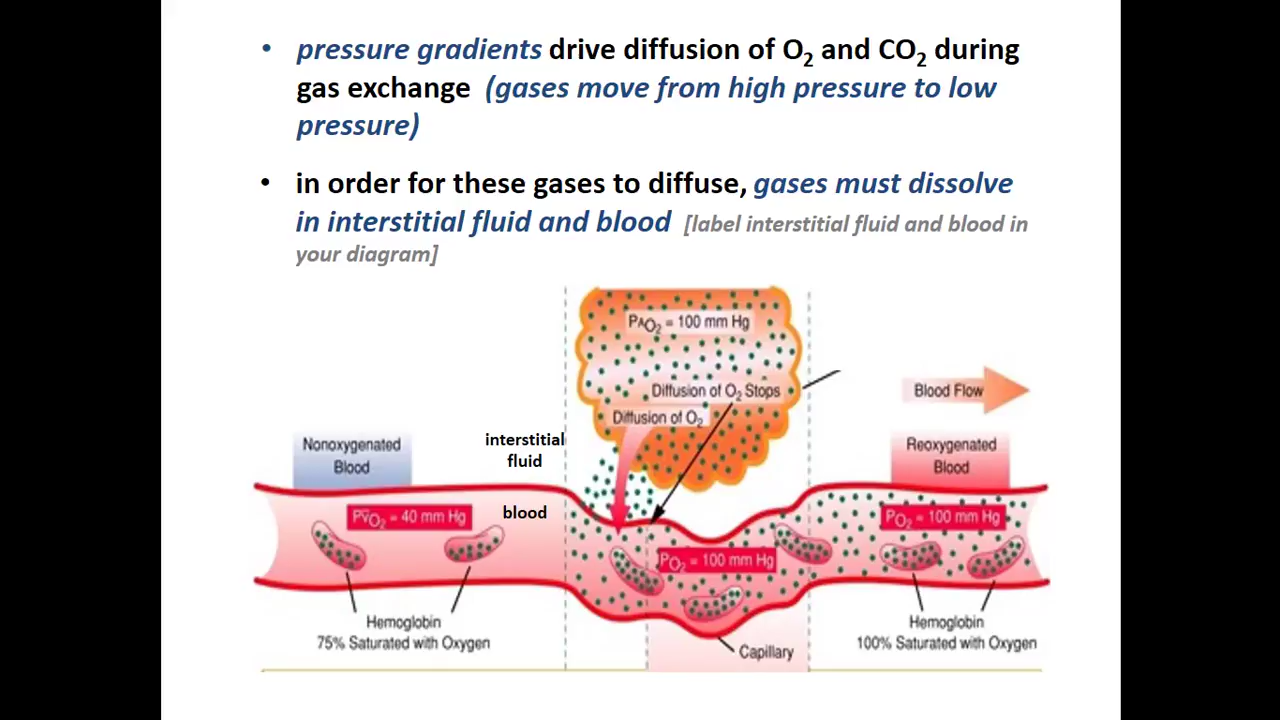 • pressure gradients drive diffusion of O₂ and CO₂ during
gas exchange (gases move from high pressure to low
pressure)
• in order for these gases to diffuse, gases must dissolve
in interstitial fluid and blood [label interstitial fluid and blood in
your diagram]
PAO₂ = 100 mm Hg
Diffusion of O₂ Stops
Diffusion of O₂
Blood Flow
Nonoxygenated
Blood
interstitial
fluid
Reoxygenated
Blood
blood
Pv̅O₂ = 40 mm Hg
PO₂ = 100 mm Hg
PO₂ = 100 mm Hg
Hemoglobin
75% Saturated with Oxygen
Capillary
Hemoglobin
100% Saturated with Oxygen